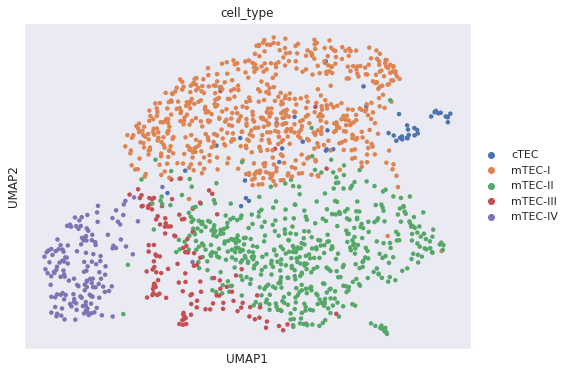 cell_type
UMAP2
cTEC
mTEC-I
mTEC-II
mTEC-III
mTEC-IV
UMAP1